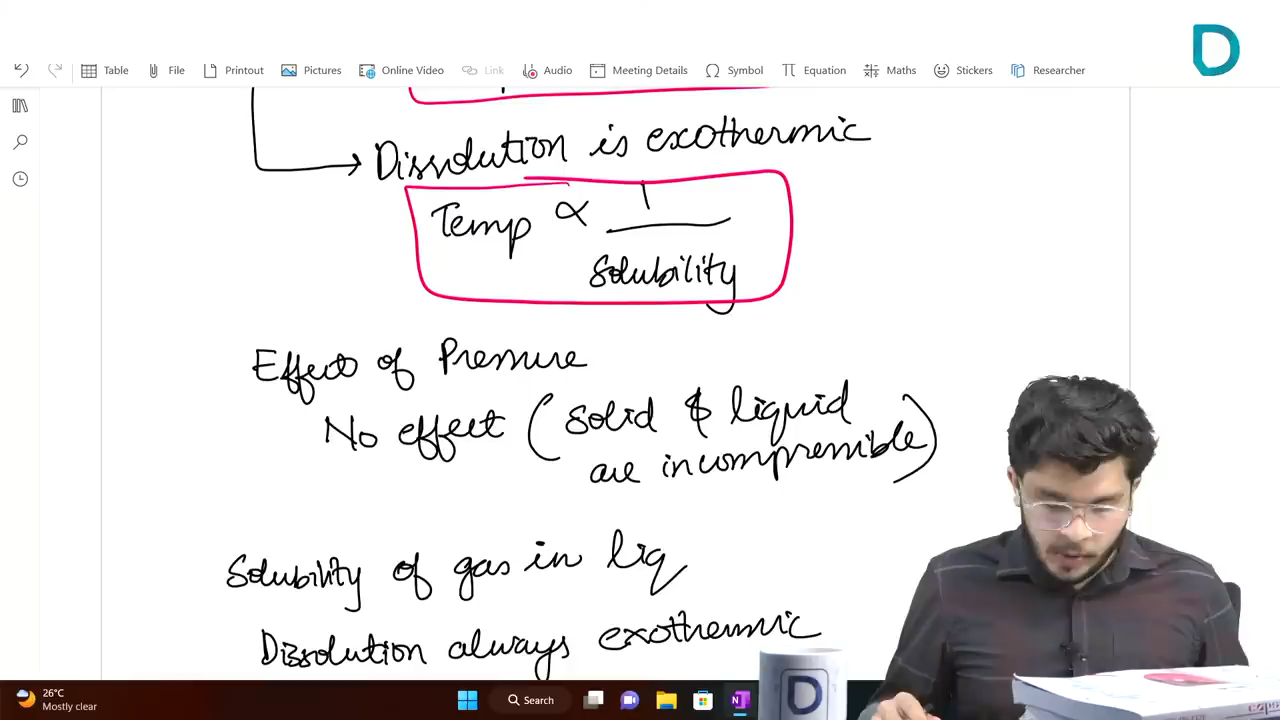 D
Table File Printout Pictures Online Video Link Audio Meeting Details Symbol Equation Maths Stickers Researcher
Dissolution is exothermic
Temp ∝ 1
solubility
Effect of Pressure
No effect (solid & liquid
are incompressible)
Solubility of gas in liq
Dissolution always exothermic
26°C
Mostly clear
Search
D